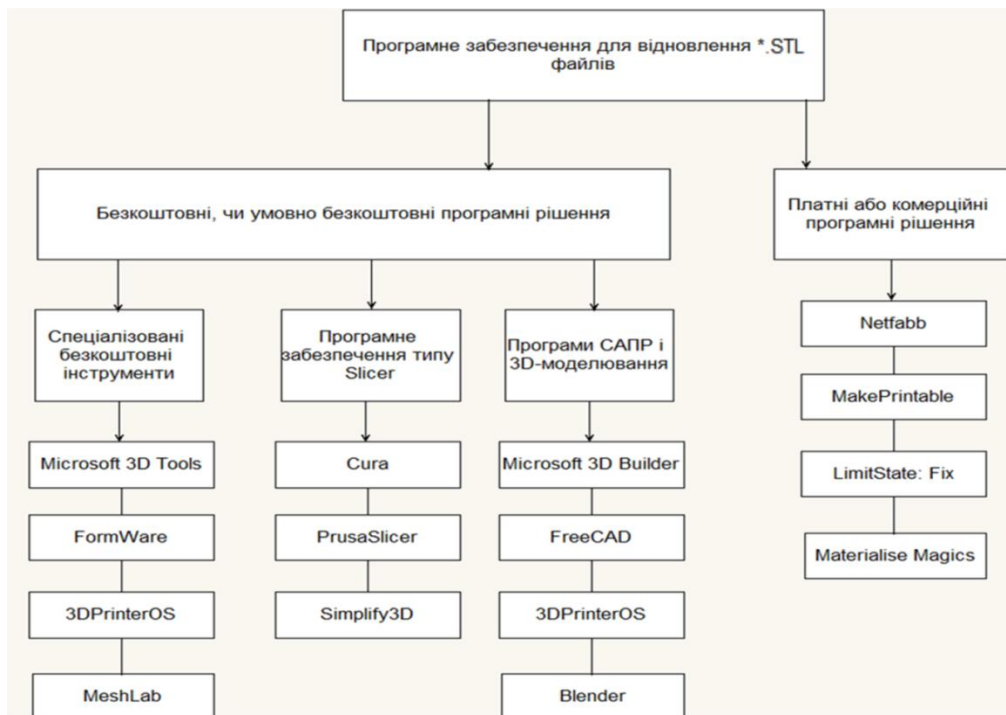 Програмне забезпечення для відновлення *.STL
файлів
Безкоштовні, чи умовно безкоштовні програмні рішення
Платні або комерційні
програмні рішення
Спеціалізовані
безкоштовні
інструменти
Програмне
забезпечення типу
Slicer
Програми САПР і
3D-моделювання
Netfabb
MakePrintable
LimitState: Fix
Materialise Magics
Microsoft 3D Tools
Cura
Microsoft 3D Builder
FormWare
PrusaSlicer
FreeCAD
3DPrinterOS
Simplify3D
3DPrinterOS
MeshLab
Blender